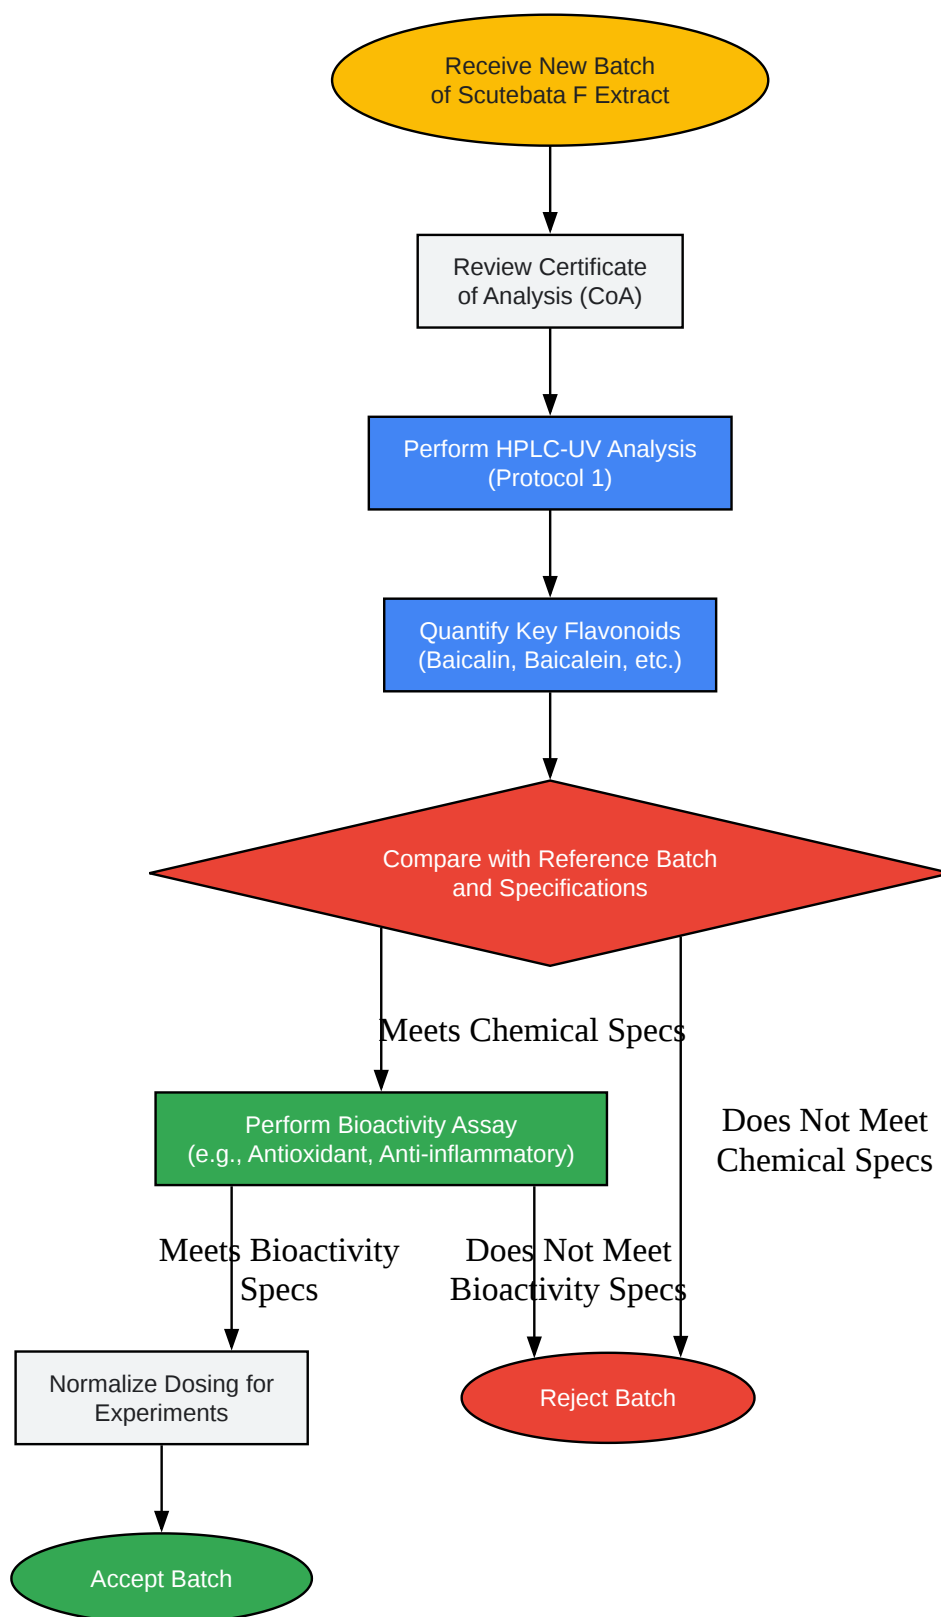 Receive New Batch
of Scutebata F Extract
Review Certificate
of Analysis (CoA)
Perform HPLC-UV Analysis
(Protocol 1)
Quantify Key Flavonoids
(Baicalin, Baicalein, etc.)
Compare with Reference Batch
and Specifications
Meets Chemical Specs
Does Not Meet
Chemical Specs
Perform Bioactivity Assay
(e.g., Antioxidant, Anti-inflammatory)
Meets Bioactivity
Specs
Does Not Meet
Bioactivity Specs
Normalize Dosing for
Experiments
Reject Batch
Accept Batch